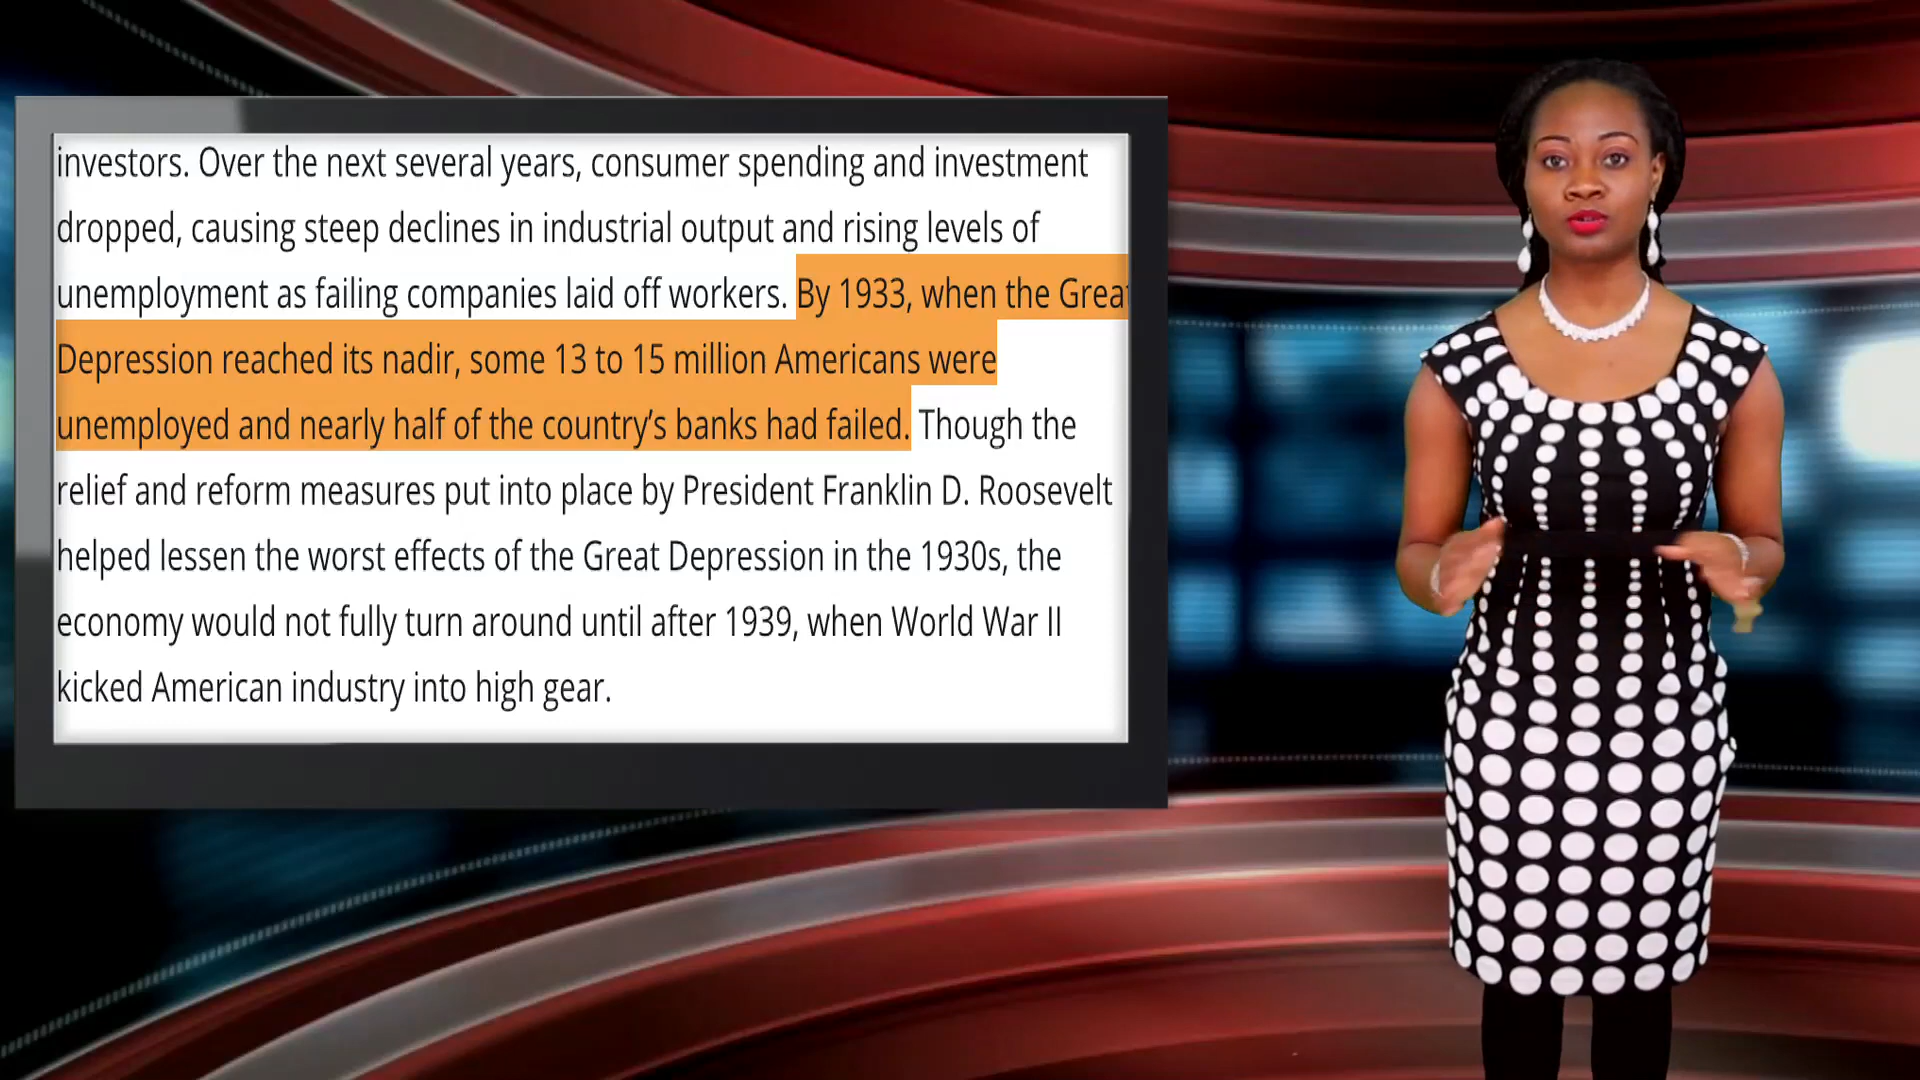 investors. Over the next several years, consumer spending and investment
dropped, causing steep declines in industrial output and rising levels of
unemployment as failing companies laid off workers. By 1933, when the Great
Depression reached its nadir, some 13 to 15 million Americans were
unemployed and nearly half of the country’s banks had failed. Though the
relief and reform measures put into place by President Franklin D. Roosevelt
helped lessen the worst effects of the Great Depression in the 1930s, the
economy would not fully turn around until after 1939, when World War II
kicked American industry into high gear.